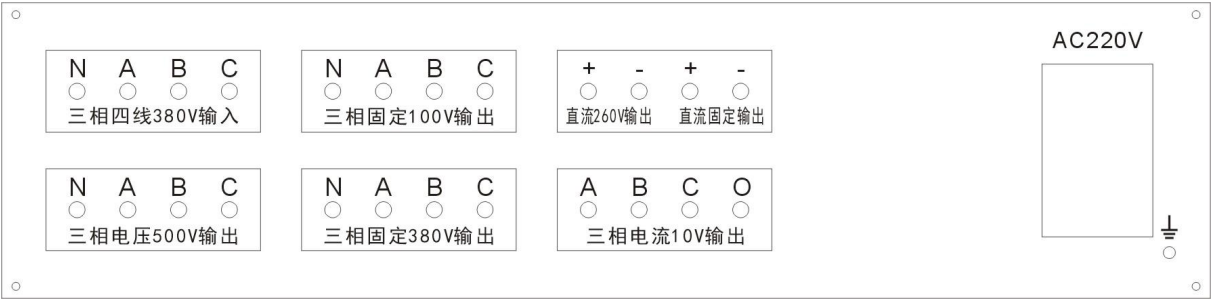 AC220V
N A B C
三相四线380V输入
N A B C
三相固定100V输出
+ - + -
直流260V输出 直流固定输出
N A B C
三相电压500V输出
N A B C
三相固定380V输出
A B C O
三相电流10V输出